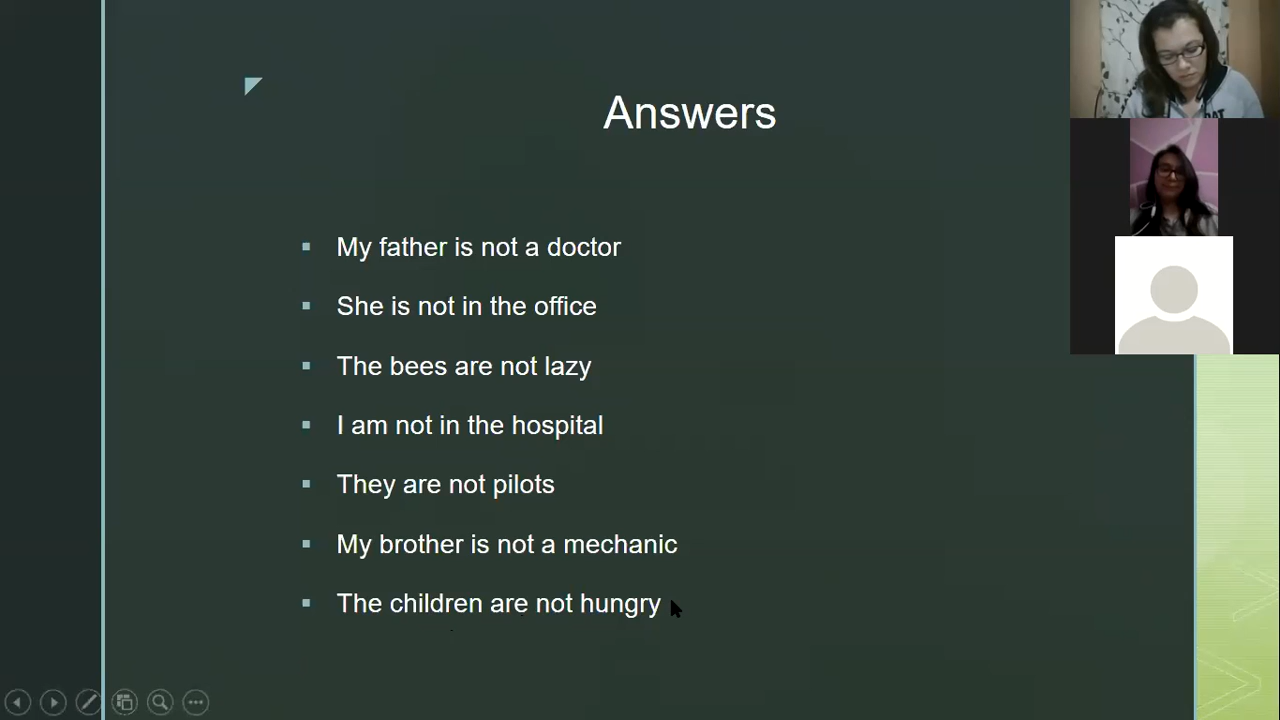 Answers
My father is not a doctor
She is not in the office
The bees are not lazy
I am not in the hospital
They are not pilots
My brother is not a mechanic
The children are not hungry